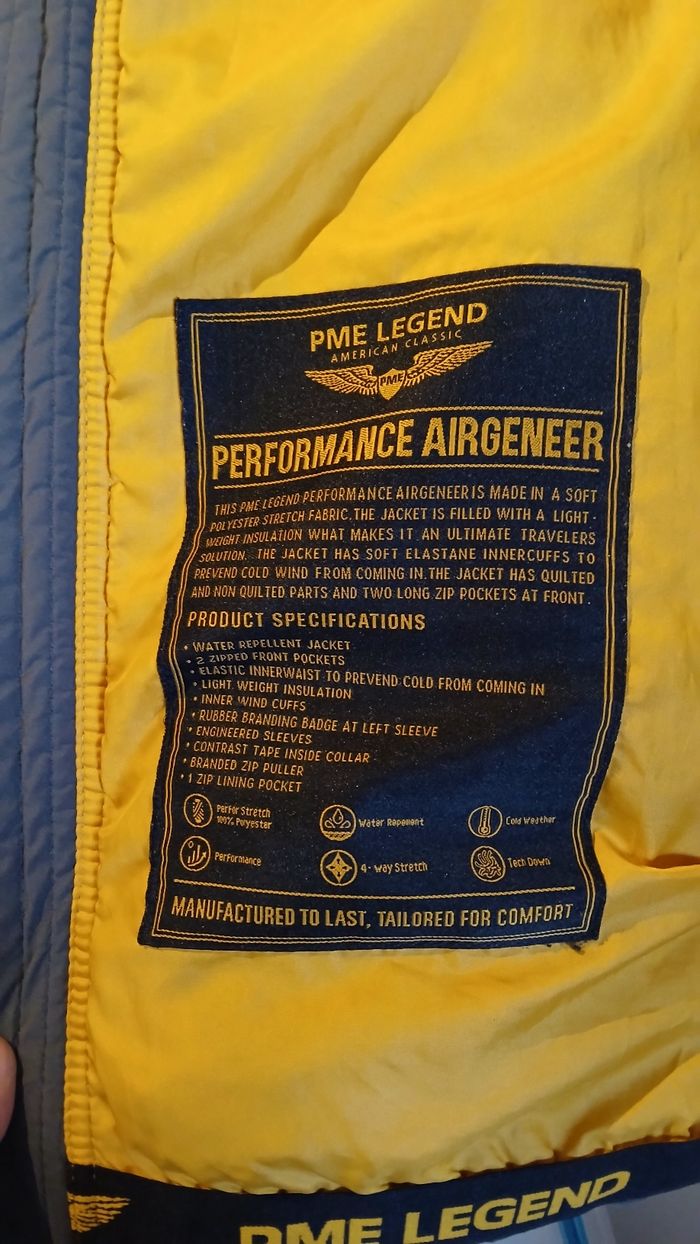 PME LEGEND
AMERICAN CLASSIC
PME
PERFORMANCE AIRGENEER
THIS PME LEGEND PERFORMANCE AIRGENEER IS MADE IN A SOFT
POLYESTER STRETCH FABRIC. THE JACKET IS FILLED WITH A LIGHT-
WEIGHT INSULATION WHAT MAKES IT AN ULTIMATE TRAVELERS
SOLUTION. THE JACKET HAS SOFT ELASTANE INNERCUFFS TO
PREVEND COLD WIND FROM COMING IN. THE JACKET HAS QUILTED
AND NON QUILTED PARTS AND TWO LONG ZIP POCKETS AT FRONT.
PRODUCT SPECIFICATIONS
• WATER REPELLENT JACKET
• 2 ZIPPED FRONT POCKETS
• ELASTIC INNERWAIST TO PREVEND COLD FROM COMING IN
• LIGHT WEIGHT INSULATION
• INNER WIND CUFFS
• RUBBER BRANDING BADGE AT LEFT SLEEVE
• ENGINEERED SLEEVES
• CONTRAST TAPE INSIDE COLLAR
• BRANDED ZIP PULLER
• 1 ZIP LINING POCKET
Perfor Stretch
100% Polyester
Water Repellent
Cold Weather
Performance
4-way Stretch
Tech Down
MANUFACTURED TO LAST, TAILORED FOR COMFORT
PME LEGEND